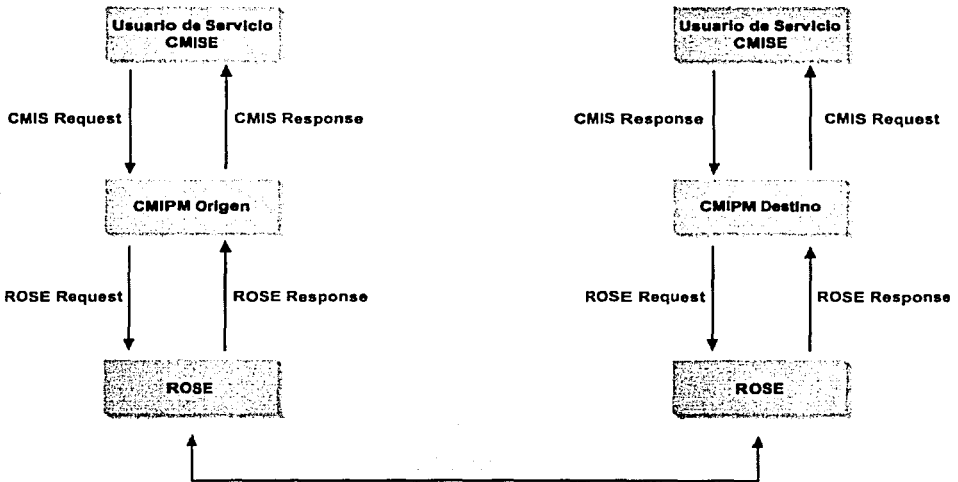 Usuario de Servicio
CMISE
Usuario de Servicio
CMISE
CMIS Request
CMIS Response
CMIS Response
CMIS Request
CMIPM Origen
CMIPM Destino
ROSE Request
ROSE Response
ROSE Request
ROSE Response
ROSE
ROSE